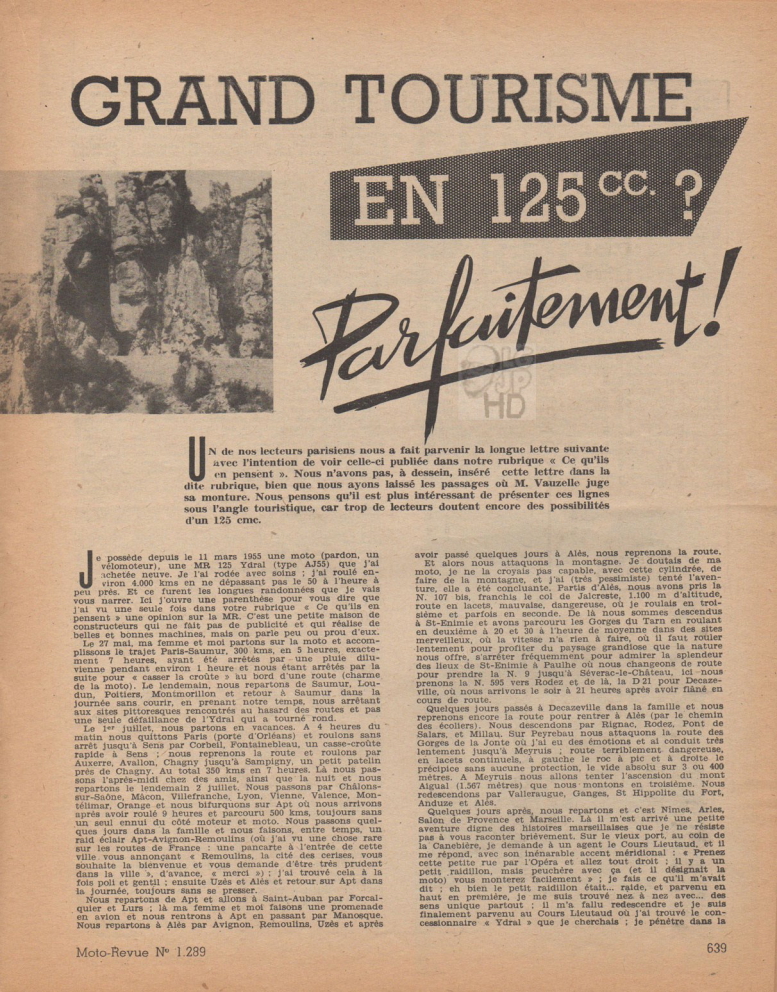 GRAND TOURISME
EN 125 CC. ?
Parfaitement !
UN de nos lecteurs parisiens nous a fait parvenir la longue lettre suivante
avec l'intention de voir celle-ci publiée dans notre rubrique « Ce qu'ils
en pensent ». Nous n'avons pas, à dessein, inséré cette lettre dans la
dite rubrique, bien que nous ayons laissé les passages où M. Vauzelle juge
sa monture. Nous pensons qu'il est plus intéressant de présenter ces lignes
sous l'angle touristique, car trop de lecteurs doutent encore des possibilités
d'un 125 cmc.
Je possède depuis le 11 mars 1955 une moto (pardon, un
vélomoteur), une MR 125 Ydral (type AJ55) que j'ai
achetée neuve. Je l'ai rodée avec soins ; j'ai roulé en-
viron 4.000 kms en ne dépassant pas le 50 à l'heure à
peu près. Et ce furent les longues randonnées que je vais
vous narrer. Ici j'ouvre une parenthèse pour vous dire que
j'ai vu une seule fois dans votre rubrique « Ce qu'ils en
pensent » une opinion sur la MR. C'est une petite maison de
constructeurs qui ne fait pas de publicité et qui réalise de
belles et bonnes machines, mais on parle peu ou prou d'eux.
Le 27 mai, ma femme et moi partons sur la moto et accom-
plissons le trajet Paris-Saumur, 300 kms, en 5 heures, exacte-
ment 7 heures, ayant été arrêtés par une pluie dilu-
vienne pendant environ 1 heure et nous étant arrêtés par la
suite pour « casser la croûte » au bord d'une route (charme
de la moto). Le lendemain, nous repartons de Saumur, Lou-
dun, Poitiers, Montmorillon et retour à Saumur dans la
journée sans courir, en prenant notre temps, nous arrêtant
aux sites pittoresques rencontrés au hasard des routes et pas
une seule défaillance de l'Ydral qui a tourné rond.
Le 1er juillet, nous partons en vacances. A 4 heures du
matin nous quittons Paris (porte d'Orléans) et roulons sans
arrêt jusqu'à Sens par Corbeil, Fontainebleau, un casse-croûte
rapide à Sens ; nous reprenons la route et roulons par
Auxerre, Avallon, Chagny jusqu'à Sampigny, un petit patelin
près de Chagny. Au total 350 kms en 7 heures. Là nous pas-
sons l'après-midi chez des amis, ainsi que la nuit et nous
repartons le lendemain 2 juillet. Nous passons par Châlons-
sur-Saône, Mâcon, Villefranche, Lyon, Vienne, Valence, Mon-
télimar, Orange et nous bifurquons sur Apt où nous arrivons
après avoir roulé 9 heures et parcouru 500 kms, toujours sans
un seul ennui du côté moteur et moto. Nous passons quel-
ques jours dans la famille et nous faisons, entre temps, un
raid éclair Apt-Avignon-Remoulins (où j'ai vu une chose rare
sur les routes de France : une pancarte à l'entrée de cette
ville vous annonçant « Remoulins, la cité des cerises, vous
souhaite la bienvenue et vous demande d'être très prudent
dans la ville », d'avance, « merci ») ; j'ai trouvé cela à la
fois poli et gentil ; ensuite Uzès et Alès et retour sur Apt dans
la journée, toujours sans se presser.
Nous repartons de Apt et allons à Saint-Auban par Forcal-
quier et Lurs ; là ma femme et moi faisons une promenade
en avion et nous rentrons à Apt en passant par Manosque.
Nous repartons à Alès par Avignon, Remoulins, Uzès et après
avoir passé quelques jours à Alès, nous reprenons la route.
Et alors nous attaquons la montagne. Je doutais de ma
moto, je ne la croyais pas capable, avec cette cylindrée, de
faire de la montagne, et j'ai (très pessimiste) tenté l'aven-
ture, elle a été concluante. Partis d'Alès, nous avons pris la
N. 107 bis, franchis le col de Jalcreste, 1.100 m d'altitude,
route en lacets, mauvaise, dangereuse, où je roulais en troi-
sième et parfois en seconde. De là nous sommes descendus
à St-Enimie et avons parcouru les Gorges du Tarn en roulant
en deuxième à 20 et 30 à l'heure de moyenne dans des sites
merveilleux, où la vitesse n'a rien à faire, où il faut rouler
lentement pour profiter du paysage grandiose que la nature
nous offre, s'arrêter fréquemment pour admirer la splendeur
des lieux de St-Enimie à Paulhe où nous changeons de route
pour prendre la N. 9 jusqu'à Séverac-le-Château, ici nous
prenons la N. 595 vers Rodez et de là, la D 21 pour Decaze-
ville, où nous arrivons le soir à 21 heures après avoir flâné en
cours de route.
Quelques jours passés à Decazeville dans la famille et nous
reprenons encore la route pour rentrer à Alès (par le chemin
des écoliers). Nous passons par Rignac, Rodez, Pont de
Salars, et Millau. Sur Peyrebau nous attaquons la route des
Gorges de la Jonte où j'ai eu des émotions et ai conduit très
lentement jusqu'à Meyruis ; route terriblement dangereuse,
en lacets continuels, à gauche le roc à pic et à droite le
précipice sans aucune protection, le vide absolu sur 3 ou 400
mètres. A Meyruis nous allons tenter l'ascension du mont
Aigual (1.567 mètres) que nous montons en troisième. Nous
redescendons par Valleraugue, Ganges, St Hippolite du Fort,
Anduze et Alès.
Quelques jours après, nous repartons et c'est Nîmes, Arles,
Salon de Provence et Marseille. Là il m'est arrivé une petite
aventure digne des histoires marseillaises que je ne résiste
pas à vous raconter brièvement. Sur le vieux port, au coin de
la Canebière, je demande à un agent le Cours Lieutaud, et il
me répond, avec son inénarable accent méridional : « Prenez
cette petite rue par l'Opéra et allez tout droit ; il y a un
petit raidillon, mais peuchère avec ça (et il désignait la
moto) vous monterez facilement » ; je fais ce qu'il m'avait
dit ; eh bien le petit raidillon était... raide, et parvenu en
haut en première, je me suis trouvé nez à nez avec... des
sens unique partout ; il m'a fallu redescendre et je suis
finalement parvenu au Cours Lieutaud où j'ai trouvé le con-
cessionnaire « Ydral » que je cherchais ; je pénètre dans la
Moto-Revue No 1.289
639
HD